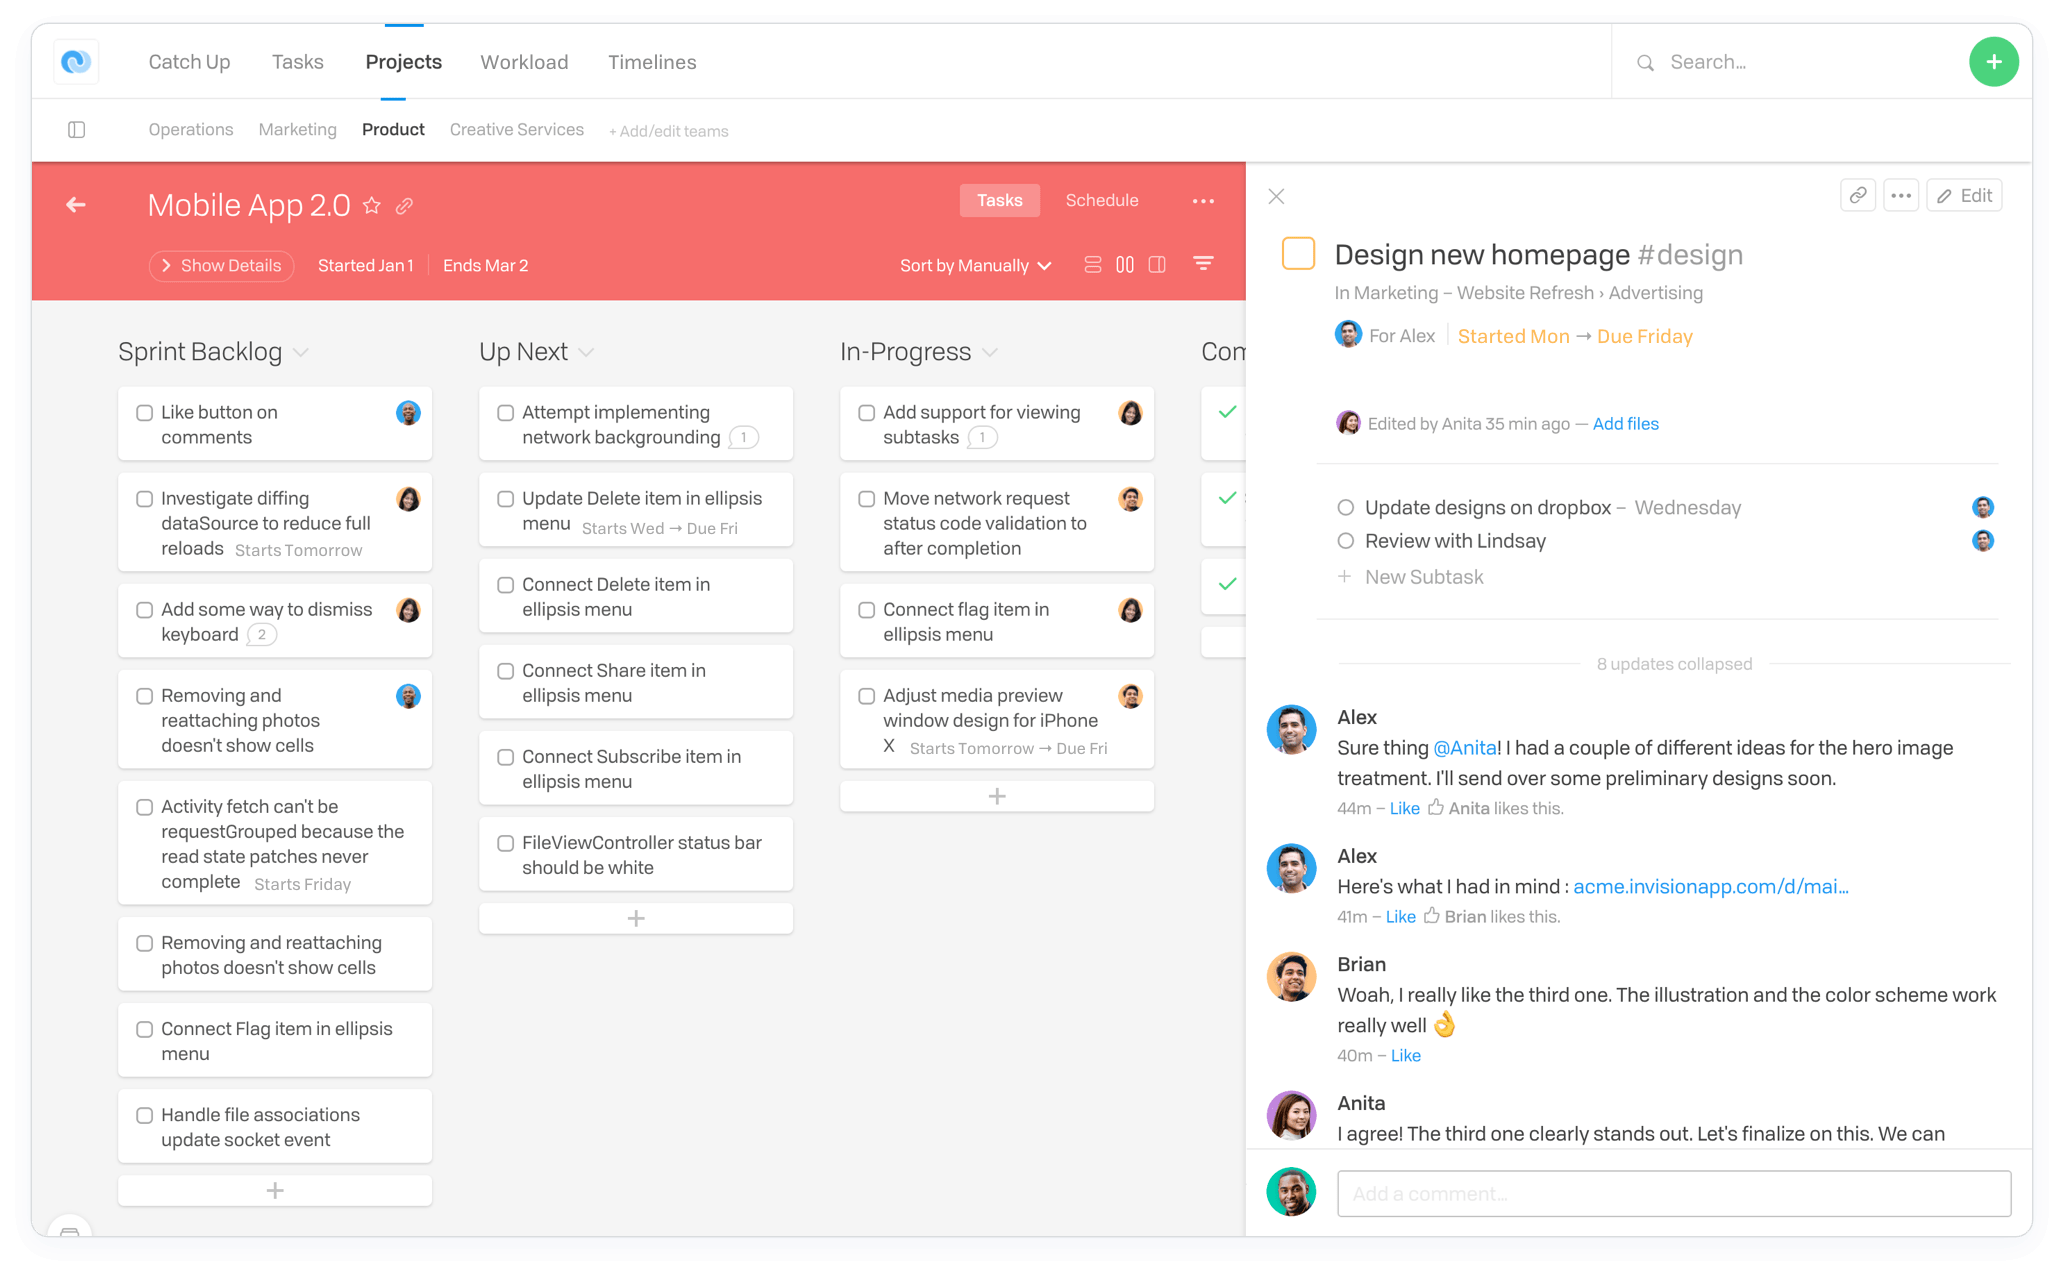 Catch Up Tasks Projects Workload Timelines Search...
Operations Marketing Product Creative Services + Add/edit teams
Mobile App 2.0
Tasks Schedule
Show Details Started Jan 1 Ends Mar 2
Sort by Manually
Sprint Backlog
Like button on
comments
Investigate diffing
dataSource to reduce full
reloads Starts Tomorrow
Add some way to dismiss
keyboard 2
Removing and
reattaching photos
doesn't show cells
Activity fetch can't be
requestGrouped because the
read state patches never
complete Starts Friday
Removing and reattaching
photos doesn't show cells
Connect Flag item in ellipsis
menu
Handle file associations
update socket event
Up Next
Attempt implementing
network backgrounding 1
Update Delete item in ellipsis
menu Starts Wed → Due Fri
Connect Delete item in
ellipsis menu
Connect Share item in
ellipsis menu
Connect Subscribe item in
ellipsis menu
FileViewController status bar
should be white
In-Progress
Add support for viewing
subtasks 1
Move network request
status code validation to
after completion
Connect flag item in
ellipsis menu
Adjust media preview
window design for iPhone
X Starts Tomorrow → Due Fri
Com
Edit
Design new homepage #design
In Marketing – Website Refresh › Advertising
For Alex Started Mon → Due Friday
Edited by Anita 35 min ago — Add files
Update designs on dropbox – Wednesday
Review with Lindsay
+ New Subtask
8 updates collapsed
Alex
Sure thing @Anita! I had a couple of different ideas for the hero image
treatment. I'll send over some preliminary designs soon.
44m – Like Anita likes this.
Alex
Here's what I had in mind : acme.invisionapp.com/d/mai...
41m – Like Brian likes this.
Brian
Woah, I really like the third one. The illustration and the color scheme work
really well 👌
40m – Like
Anita
I agree! The third one clearly stands out. Let's finalize on this. We can
Add a comment...